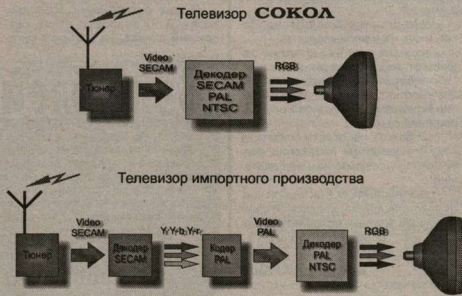 Телевизор СОКОЛ
Тюнер
Video
SECAM
Декодер
SECAM
PAL
NTSC
RGB
Телевизор импортного производства
Тюнер
Video
SECAM
Декодер
SECAM
Y,Y-b,Y-r
Кодер
PAL
Video
PAL
Декодер
PAL
NTSC
RGB